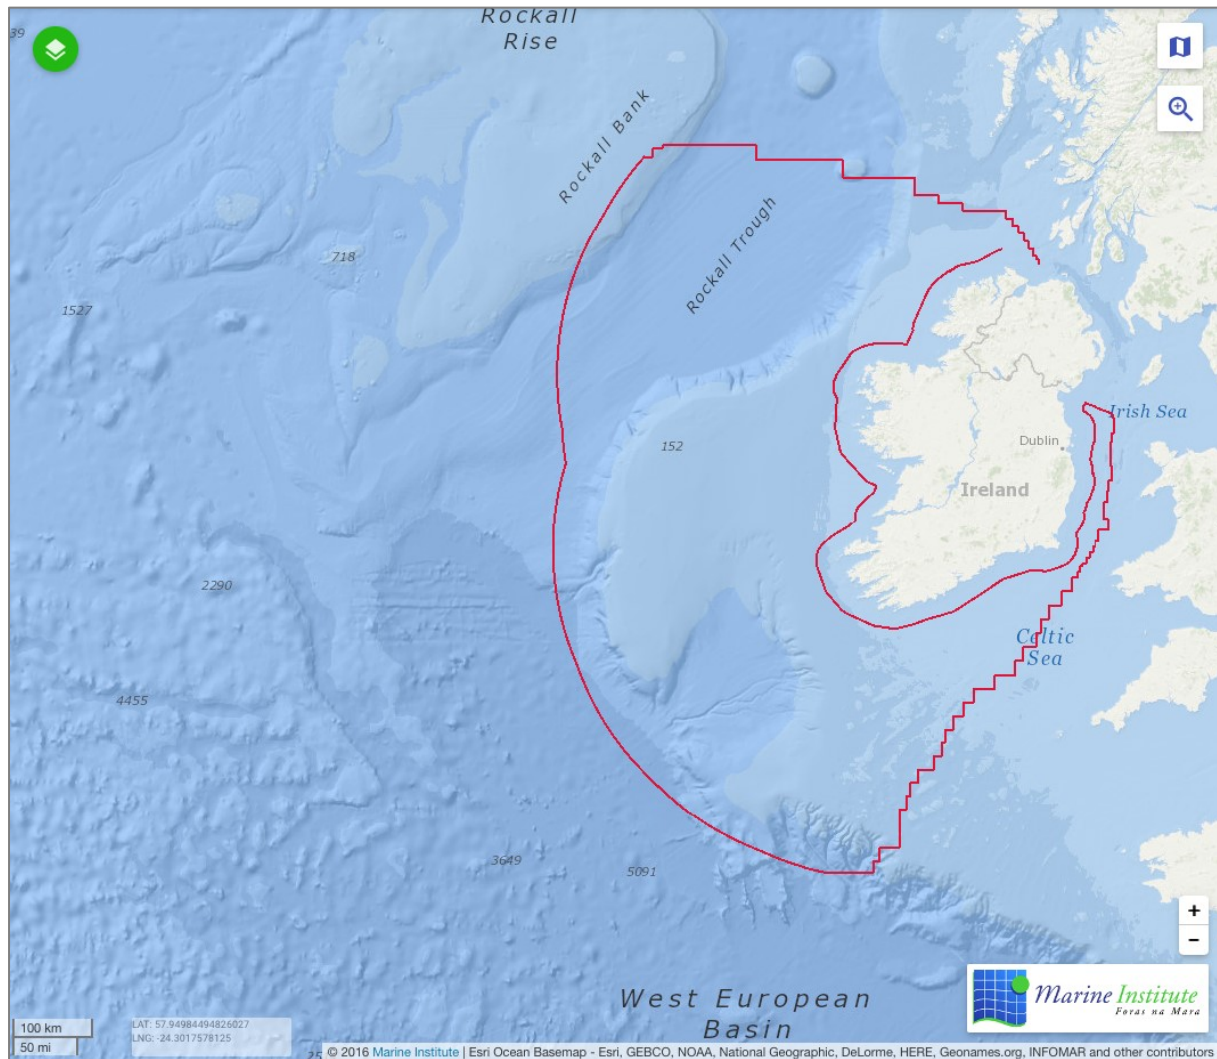 Rockall
Rise
39
Rockall Bank
Rockall Trough
718
1527
Irish Sea
152
Dublin
Ireland
2290
Celtic
Sea
4455
3649
5091
+
−
West European
Basin
Marine Institute
Foras na Mara
100 km
50 mi
LAT: 57.94984494826027
LNG: -24.3017578125
© 2016 Marine Institute | Esri Ocean Basemap - Esri, GEBCO, NOAA, National Geographic, DeLorme, HERE, Geonames.org, INFOMAR and other contributors